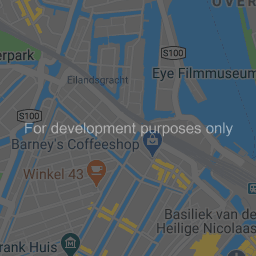 OVER
S100
erpark
Eye Filmmuseum
Eilandsgracht
S100
For development purposes only
Barney's Coffeeshop
Winkel 43
Basiliek van de
Heilige Nicolaas
rank Huis